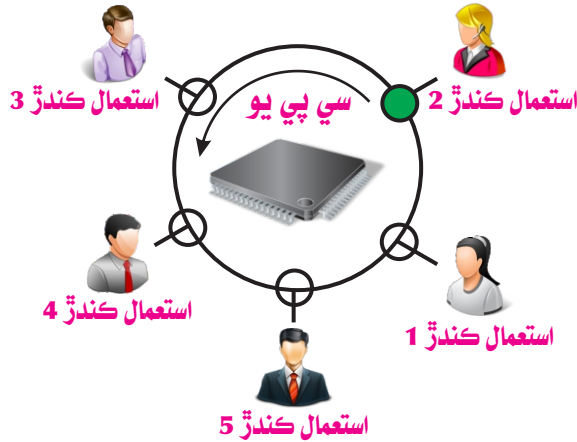 استعمال ڪندڙ 2
سي پي يو
استعمال ڪندڙ 3
استعمال ڪندڙ 4
استعمال ڪندڙ 1
استعمال ڪندڙ 5